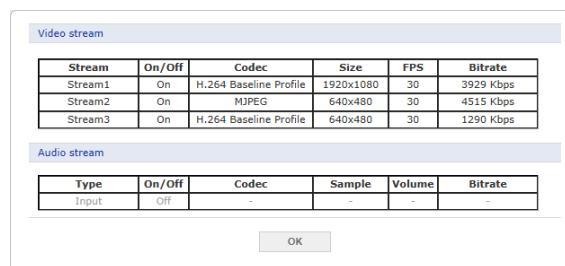 Video stream
Stream On/Off Codec Size FPS Bitrate
Stream1 On H.264 Baseline Profile 1920x1080 30 3929 Kbps
Stream2 On MJPEG 640x480 30 4515 Kbps
Stream3 On H.264 Baseline Profile 640x480 30 1290 Kbps
Audio stream
Type On/Off Codec Sample Volume Bitrate
Input Off - - - -
OK